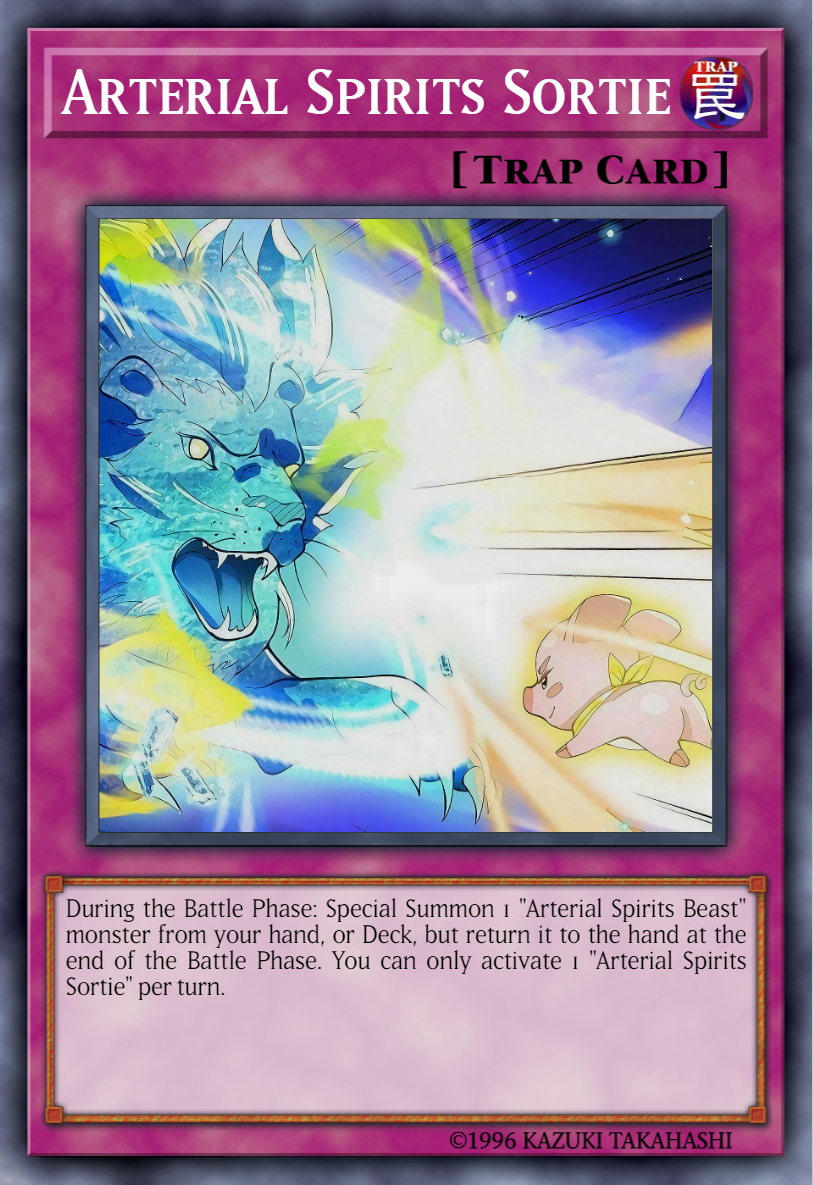 Arterial Spirits Sortie
TRAP
罠
[Trap Card]
During the Battle Phase: Special Summon 1 "Arterial Spirits Beast"
monster from your hand, or Deck, but return it to the hand at the
end of the Battle Phase. You can only activate 1 "Arterial Spirits
Sortie" per turn.
©1996 KAZUKI TAKAHASHI